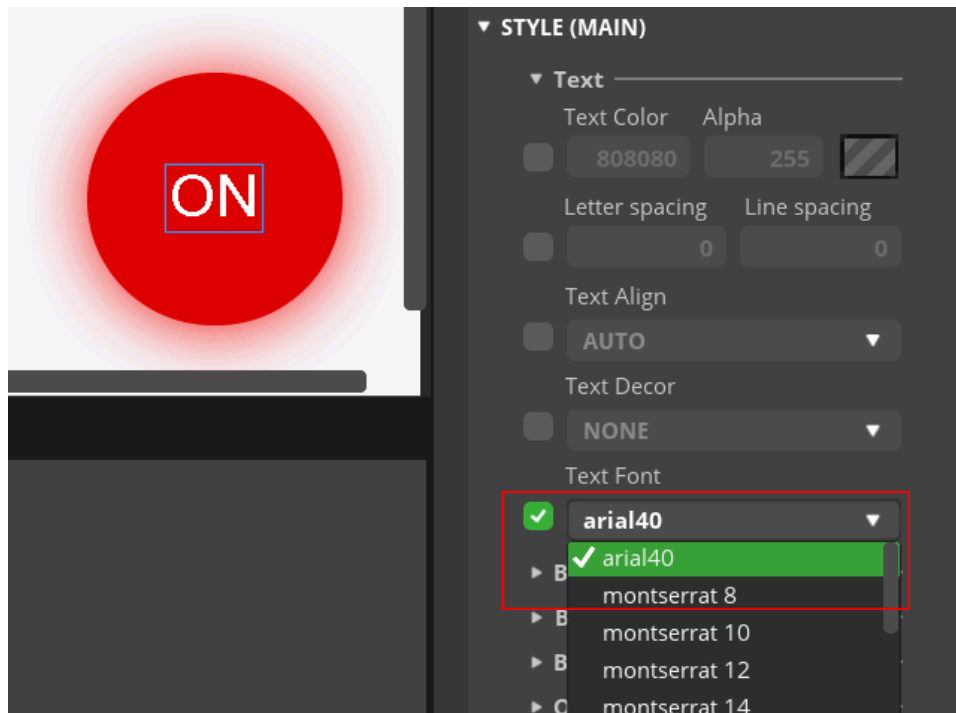 ON
STYLE (MAIN)
Text
Text Color Alpha
808080 255
Letter spacing Line spacing
0 0
Text Align
AUTO
Text Decor
NONE
Text Font
arial40
arial40
B
montserrat 8
B
montserrat 10
B
montserrat 12
montserrat 14